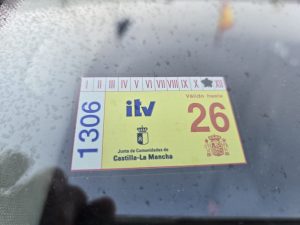 I II III IV V VI VII VIII IX X XII
1306
itv
Válido hasta
26
Junta de Comunidades de
Castilla-La Mancha